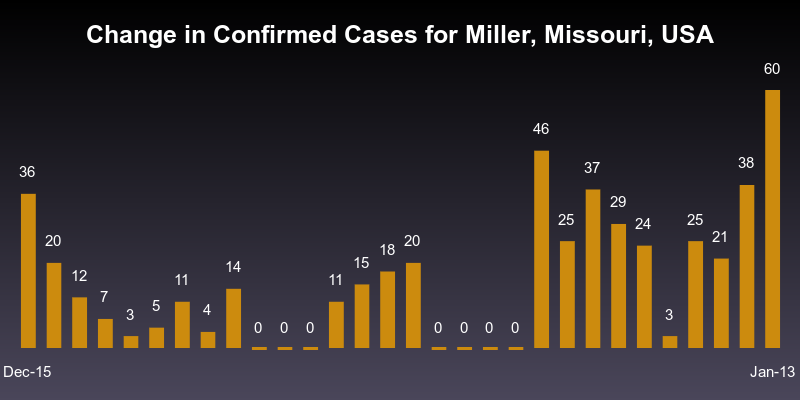 Change in Confirmed Cases for Miller, Missouri, USA
36 20 12 7 3 5 11 4 14 0 0 0 11 15 18 20 0 0 0 0 46 25 37 29 24 3 25 21 38 60
Dec-15 Jan-13